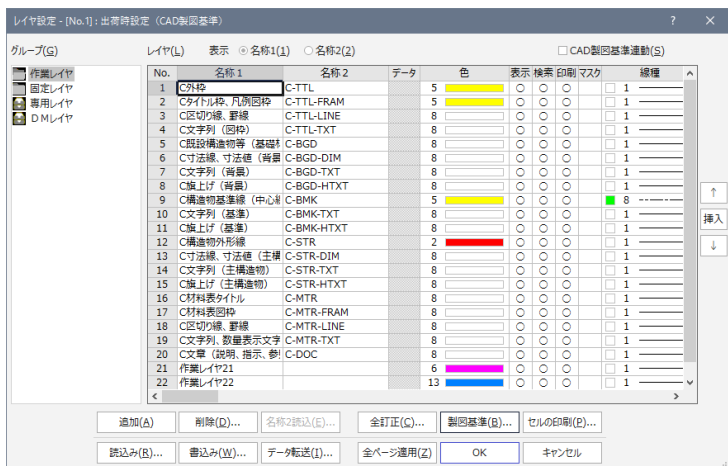 レイヤ設定 - [No.1] : 出荷時設定（CAD製図基準） ? ×
グループ(G) レイヤ(L) 表示 名称1(1) 名称2(2) CAD製図基準連動(S)
作業レイヤ
固定レイヤ
専用レイヤ
DMレイヤ
No. 名称1 名称2 データ 色 表示 検索 印刷 マスク 線種
1 C外枠 C-TTL 5 ○ ○ ○ 1
2 Cタイトル枠、凡例図枠 C-TTL-FRAM 5 ○ ○ ○ 1
3 C区切り線、罫線 C-TTL-LINE 8 ○ ○ ○ 1
4 C文字列（図枠） C-TTL-TXT 8 ○ ○ ○ 1
5 C既設構造物等（基礎 C-BGD 8 ○ ○ ○ 1
6 C寸法線、寸法値（背景 C-BGD-DIM 8 ○ ○ ○ 1
7 C文字列（背景） C-BGD-TXT 8 ○ ○ ○ 1
8 C旗上げ（背景） C-BGD-HTXT 8 ○ ○ ○ 1
9 C構造物基準線（中心 C-BMK 5 ○ ○ ○ 8
10 C文字列（基準） C-BMK-TXT 8 ○ ○ ○ 1
11 C旗上げ（基準） C-BMK-HTXT 8 ○ ○ ○ 1
12 C構造物外形線 C-STR 2 ○ ○ ○ 1
13 C寸法線、寸法値（主構 C-STR-DIM 8 ○ ○ ○ 1
14 C文字列（主構造物） C-STR-TXT 8 ○ ○ ○ 1
15 C旗上げ（主構造物） C-STR-HTXT 8 ○ ○ ○ 1
16 C材料表タイトル C-MTR 8 ○ ○ ○ 1
17 C材料表図枠 C-MTR-FRAM 8 ○ ○ ○ 1
18 C区切り線、罫線 C-MTR-LINE 8 ○ ○ ○ 1
19 C文字列、数量表示文字 C-MTR-TXT 8 ○ ○ ○ 1
20 C文章（説明、指示、参 C-DOC 8 ○ ○ ○ 1
21 作業レイヤ21 6 ○ ○ ○ 1
22 作業レイヤ22 13 ○ ○ ○ 1
↑
挿入
↓
追加(A) 削除(D)... 名称2読込(E)... 全訂正(C)... 製図基準(B)... セルの印刷(P)...
読込み(R)... 書込み(W)... データ転送(I)... 全ページ適用(Z) OK キャンセル